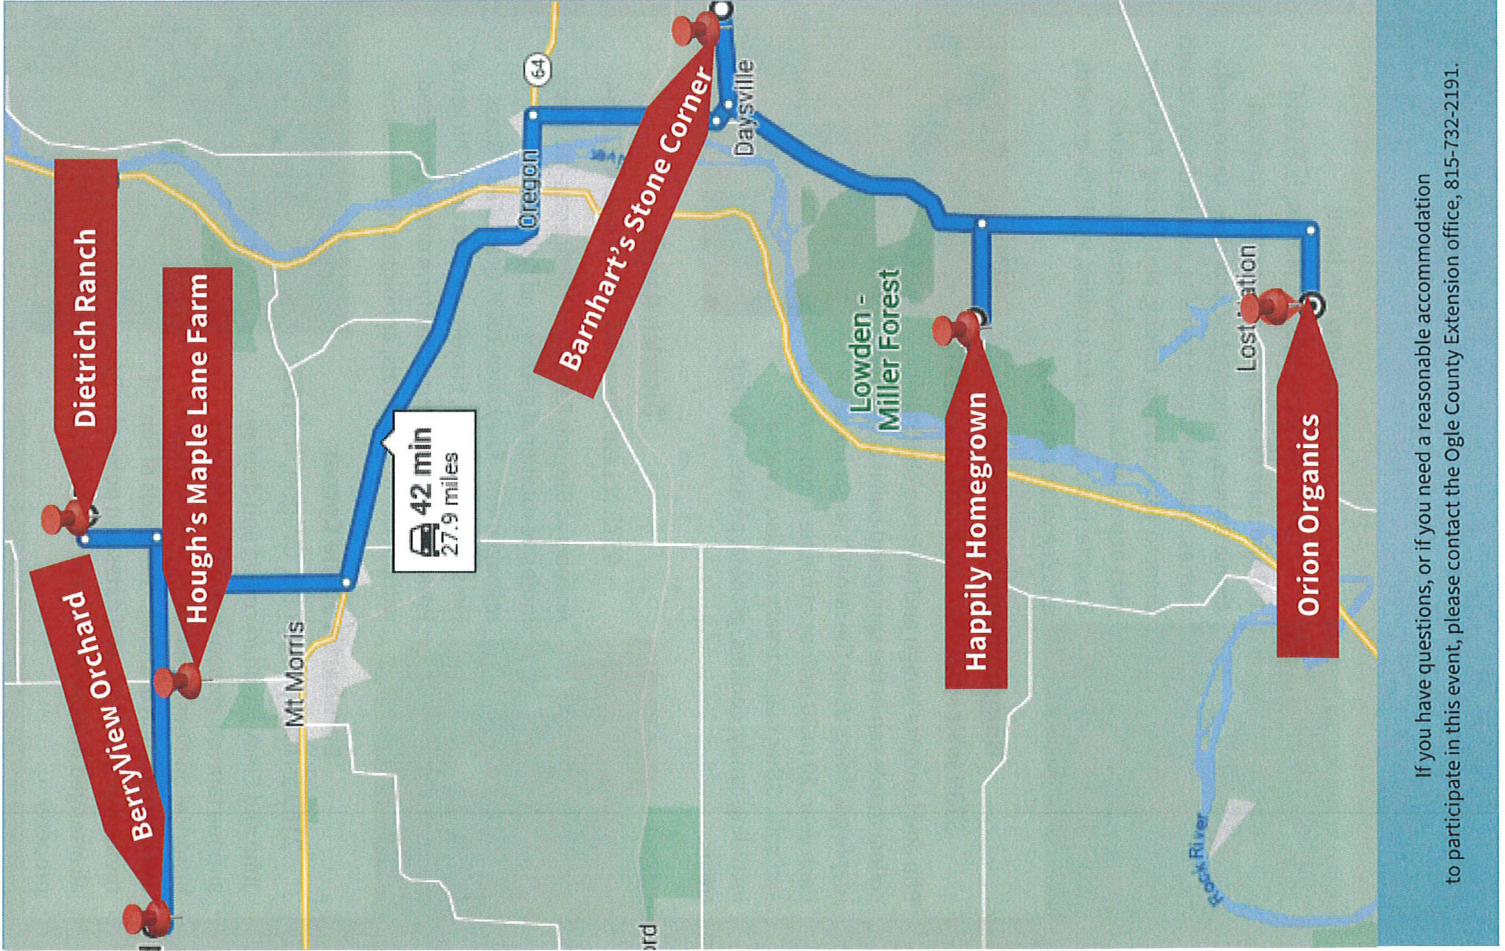 BerryView Orchard
Dietrich Ranch
Hough's Maple Lane Farm
Mt Morris
42 min
27.9 miles
Oregon
64
Barnhart's Stone Corner
Daysville
Lowden -
Miller Forest
Happily Homegrown
Lost Nation
Orion Organics
Rock River
If you have questions, or if you need a reasonable accommodation
to participate in this event, please contact the Ogle County Extension office, 815-732-2191.